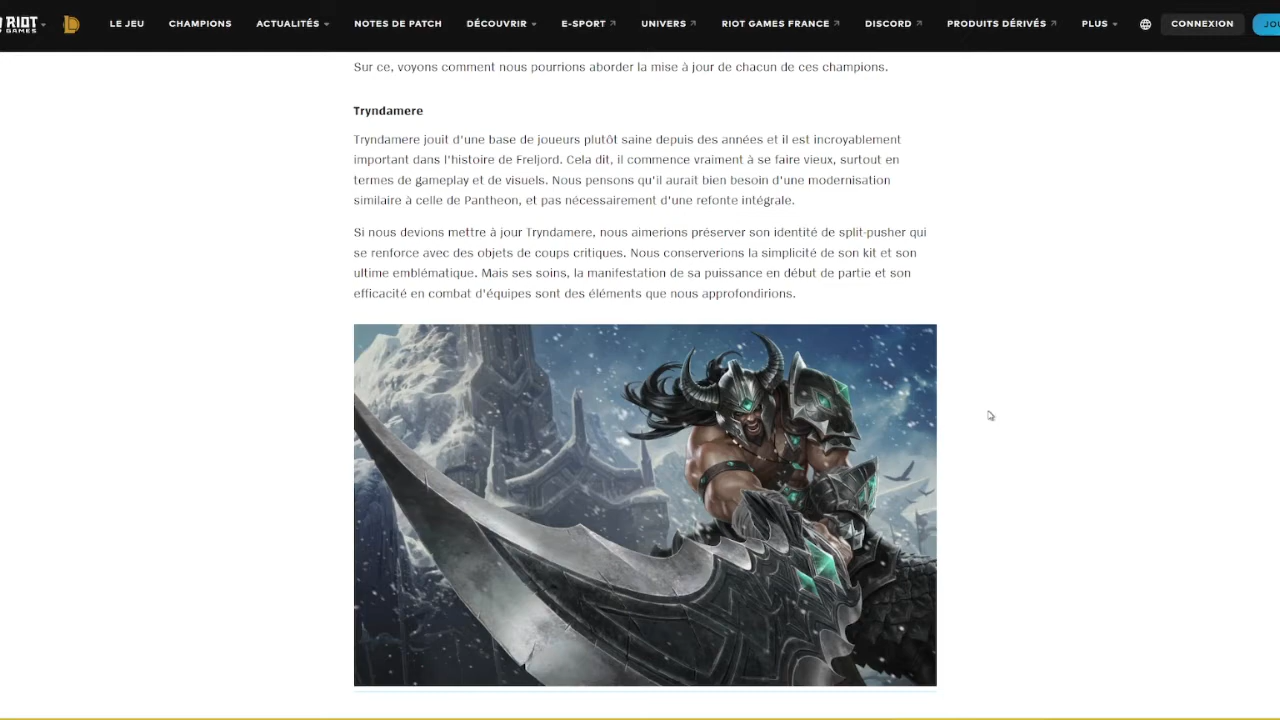 RIOT
GAMES
LE JEU
CHAMPIONS
ACTUALITÉS
NOTES DE PATCH
DÉCOUVRIR
E-SPORT
UNIVERS
RIOT GAMES FRANCE
DISCORD
PRODUITS DÉRIVÉS
PLUS
CONNEXION
JOU
Sur ce, voyons comment nous pourrions aborder la mise à jour de chacun de ces champions.
Tryndamere
Tryndamere jouit d'une base de joueurs plutôt saine depuis des années et il est incroyablement
important dans l'histoire de Freljord. Cela dit, il commence vraiment à se faire vieux, surtout en
termes de gameplay et de visuels. Nous pensons qu'il aurait bien besoin d'une modernisation
similaire à celle de Pantheon, et pas nécessairement d'une refonte intégrale.
Si nous devions mettre à jour Tryndamere, nous aimerions préserver son identité de split-pusher qui
se renforce avec des objets de coups critiques. Nous conserverions la simplicité de son kit et son
ultime emblématique. Mais ses soins, la manifestation de sa puissance en début de partie et son
efficacité en combat d'équipes sont des éléments que nous approfondirions.